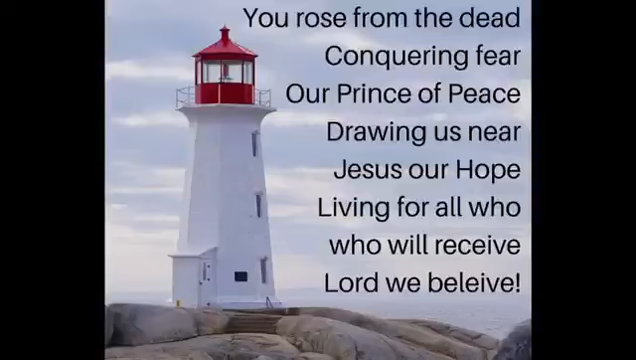 You rose from the dead
Conquering fear
Our Prince of Peace
Drawing us near
Jesus our Hope
Living for all who
who will receive
Lord we beleive!